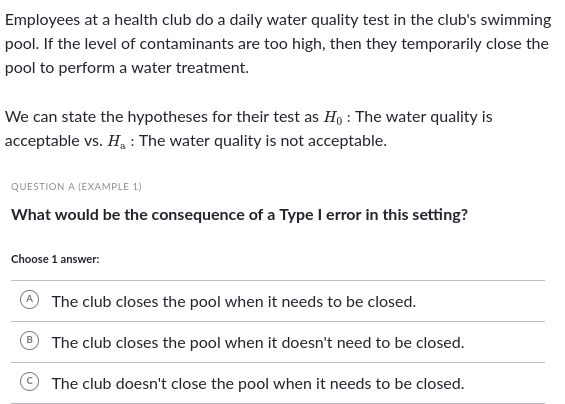 Employees at a health club do a daily water quality test in the club's swimming
pool. If the level of contaminants are too high, then they temporarily close the
pool to perform a water treatment.
We can state the hypotheses for their test as H₀ : The water quality is
acceptable vs. Hₐ : The water quality is not acceptable.
QUESTION A (EXAMPLE 1)
What would be the consequence of a Type I error in this setting?
Choose 1 answer:
A The club closes the pool when it needs to be closed.
B The club closes the pool when it doesn't need to be closed.
C The club doesn't close the pool when it needs to be closed.